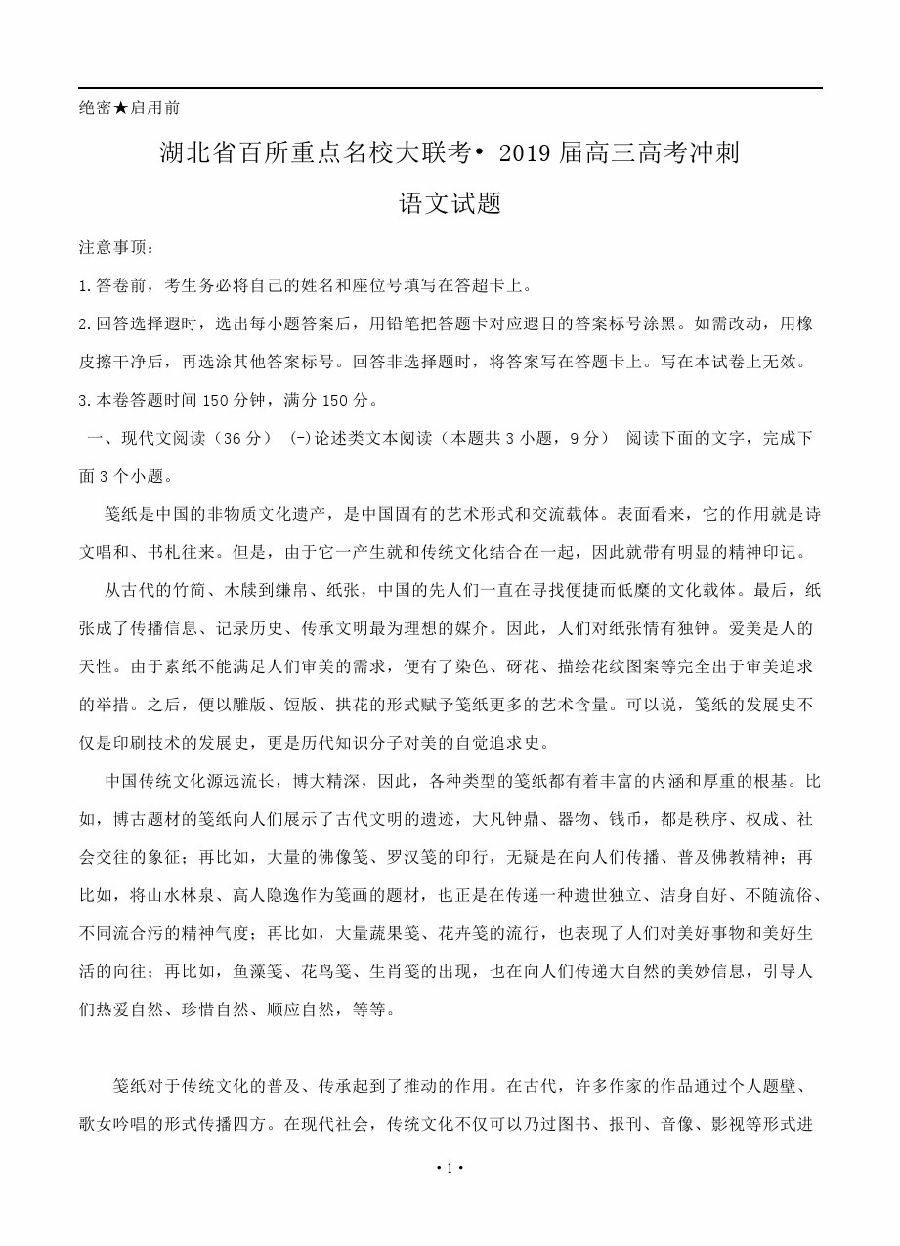 绝密★启用前
湖北省百所重点名校大联考•2019届高三高考冲刺
语文试题
注意事顶:
1.答卷前，考生务必将自己的姓名和座位号填写在答超卡上。
2.回答选择遐时，选出每小题答案后，用铅笔把答题卡对应遐日的答案标号涂黑。如需改动，用橡
皮擦干净后，再选涂其他答案标号。回答非选择题时，将答案写在答题卡上。写在本试卷上无效。
3.本卷答题时间150分钟，满分150分。
一、现代文阅读（36分） (-)论述类文本阅读（本题共3小题，9分） 阅读下面的文字，完成下
面3个小题。
笺纸是中国的非物质文化遗产，是中国固有的艺术形式和交流载体。表面看来，它的作用就是诗
文唱和、书札往来。但是，由于它一产生就和传统文化结合在一起，因此就带有明显的精神印记。
从古代的竹简、木牍到缣帛、纸张，中国的先人们一直在寻找便捷而低糜的文化载体。最后，纸
张成了传播信息、记录历史、传承文明最为理想的媒介。因此，人们对纸张情有独钟。爱美是人的
天性。由于素纸不能满足人们审美的需求，便有了染色、砑花、描绘花纹图案等完全出于审美追求
的举措。之后，便以雕版、饾版、拱花的形式赋予笺纸更多的艺术含量。可以说，笺纸的发展史不
仅是印刷技术的发展史，更是历代知识分子对美的自觉追求史。
中国传统文化源远流长，博大精深，因此，各种类型的笺纸都有着丰富的内涵和厚重的根基。比
如，博古题材的笺纸向人们展示了古代文明的遗迹，大凡钟鼎、器物、钱币，都是秩序、权成、社
会交往的象征；再比如，大量的佛像笺、罗汉笺的印行，无疑是在向人们传播、普及佛教精神；再
比如，将山水林泉、高人隐逸作为笺画的题材，也正是在传递一种遗世独立、洁身自好、不随流俗、
不同流合污的精神气度；再比如，大量蔬果笺、花卉笺的流行，也表现了人们对美好事物和美好生
活的向往；再比如，鱼藻笺、花鸟笺、生肖笺的出现，也在向人们传递大自然的美妙信息，引导人
们热爱自然、珍惜自然、顺应自然，等等。
笺纸对于传统文化的普及、传承起到了推动的作用。在古代，许多作家的作品通过个人题壁、
歌女吟唱的形式传播四方。在现代社会，传统文化不仅可以乃过图书、报刊、音像、影视等形式进
•1•